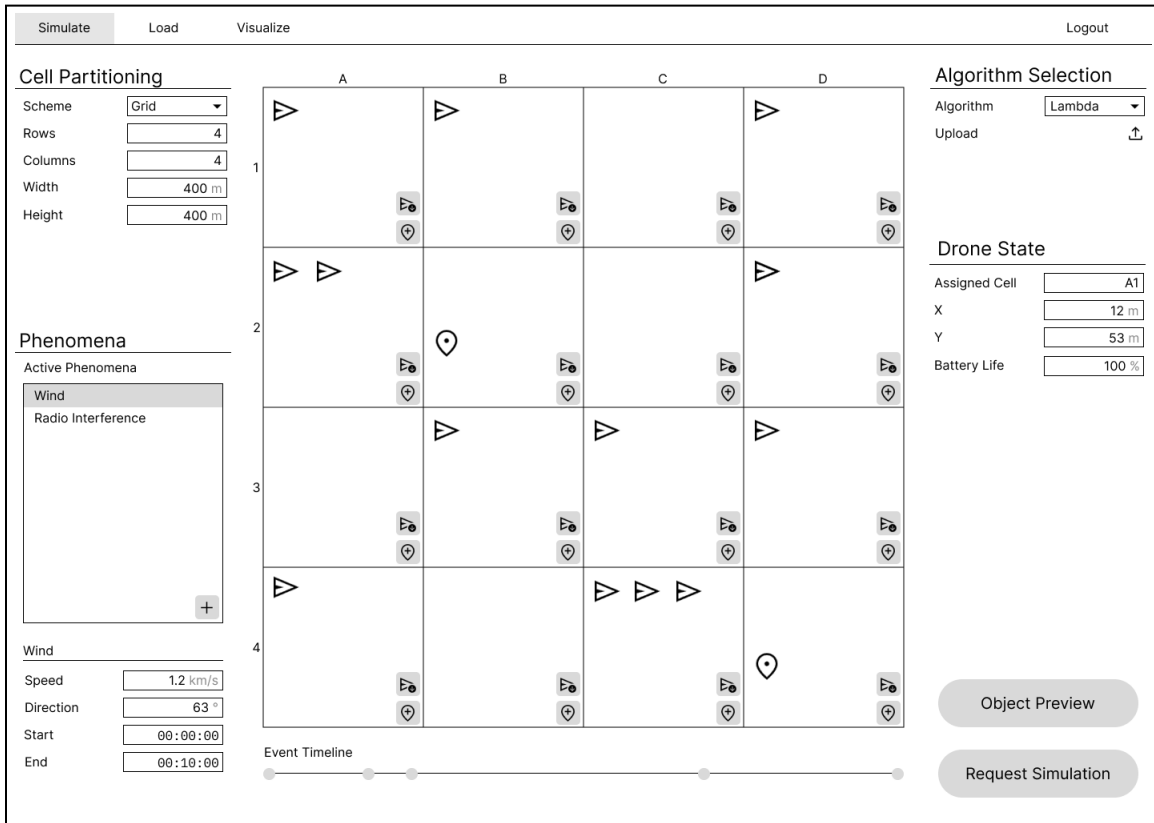 Simulate
Load
Visualize
Logout
Cell Partitioning
Scheme
Grid
Rows
4
Columns
4
Width
400 m
Height
400 m
Phenomena
Active Phenomena
Wind
Radio Interference
+
Wind
Speed
1.2 km/s
Direction
63 °
Start
00:00:00
End
00:10:00
A
B
C
D
1
2
3
4
Event Timeline
Algorithm Selection
Algorithm
Lambda
Upload
Drone State
Assigned Cell
A1
X
12 m
Y
53 m
Battery Life
100 %
Object Preview
Request Simulation